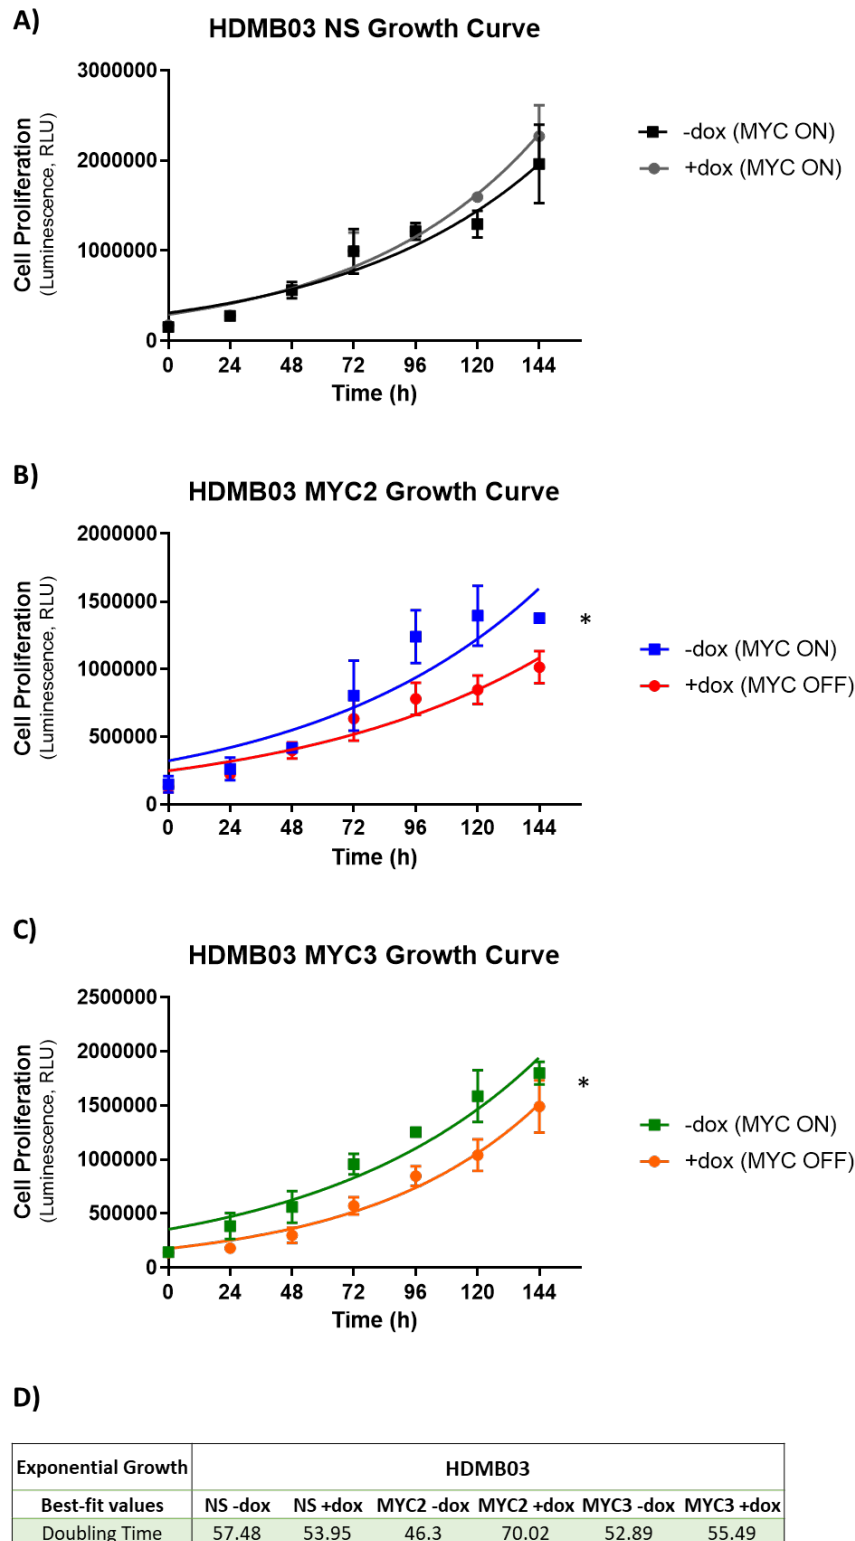 A)
HDMB03 NS Growth Curve
Cell Proliferation
(Luminescence, RLU)
3000000
2000000
1000000
0
0 24 48 72 96 120 144
Time (h)
-dox (MYC ON)
+dox (MYC ON)
B)
HDMB03 MYC2 Growth Curve
Cell Proliferation
(Luminescence, RLU)
2000000
1500000
1000000
500000
0
0 24 48 72 96 120 144
Time (h)
*
-dox (MYC ON)
+dox (MYC OFF)
C)
HDMB03 MYC3 Growth Curve
Cell Proliferation
(Luminescence, RLU)
2500000
2000000
1500000
1000000
500000
0
0 24 48 72 96 120 144
Time (h)
*
-dox (MYC ON)
+dox (MYC OFF)
D)
Exponential Growth HDMB03
Best-fit values NS -dox NS +dox MYC2 -dox MYC2 +dox MYC3 -dox MYC3 +dox
Doubling Time 57.48 53.95 46.3 70.02 52.89 55.49